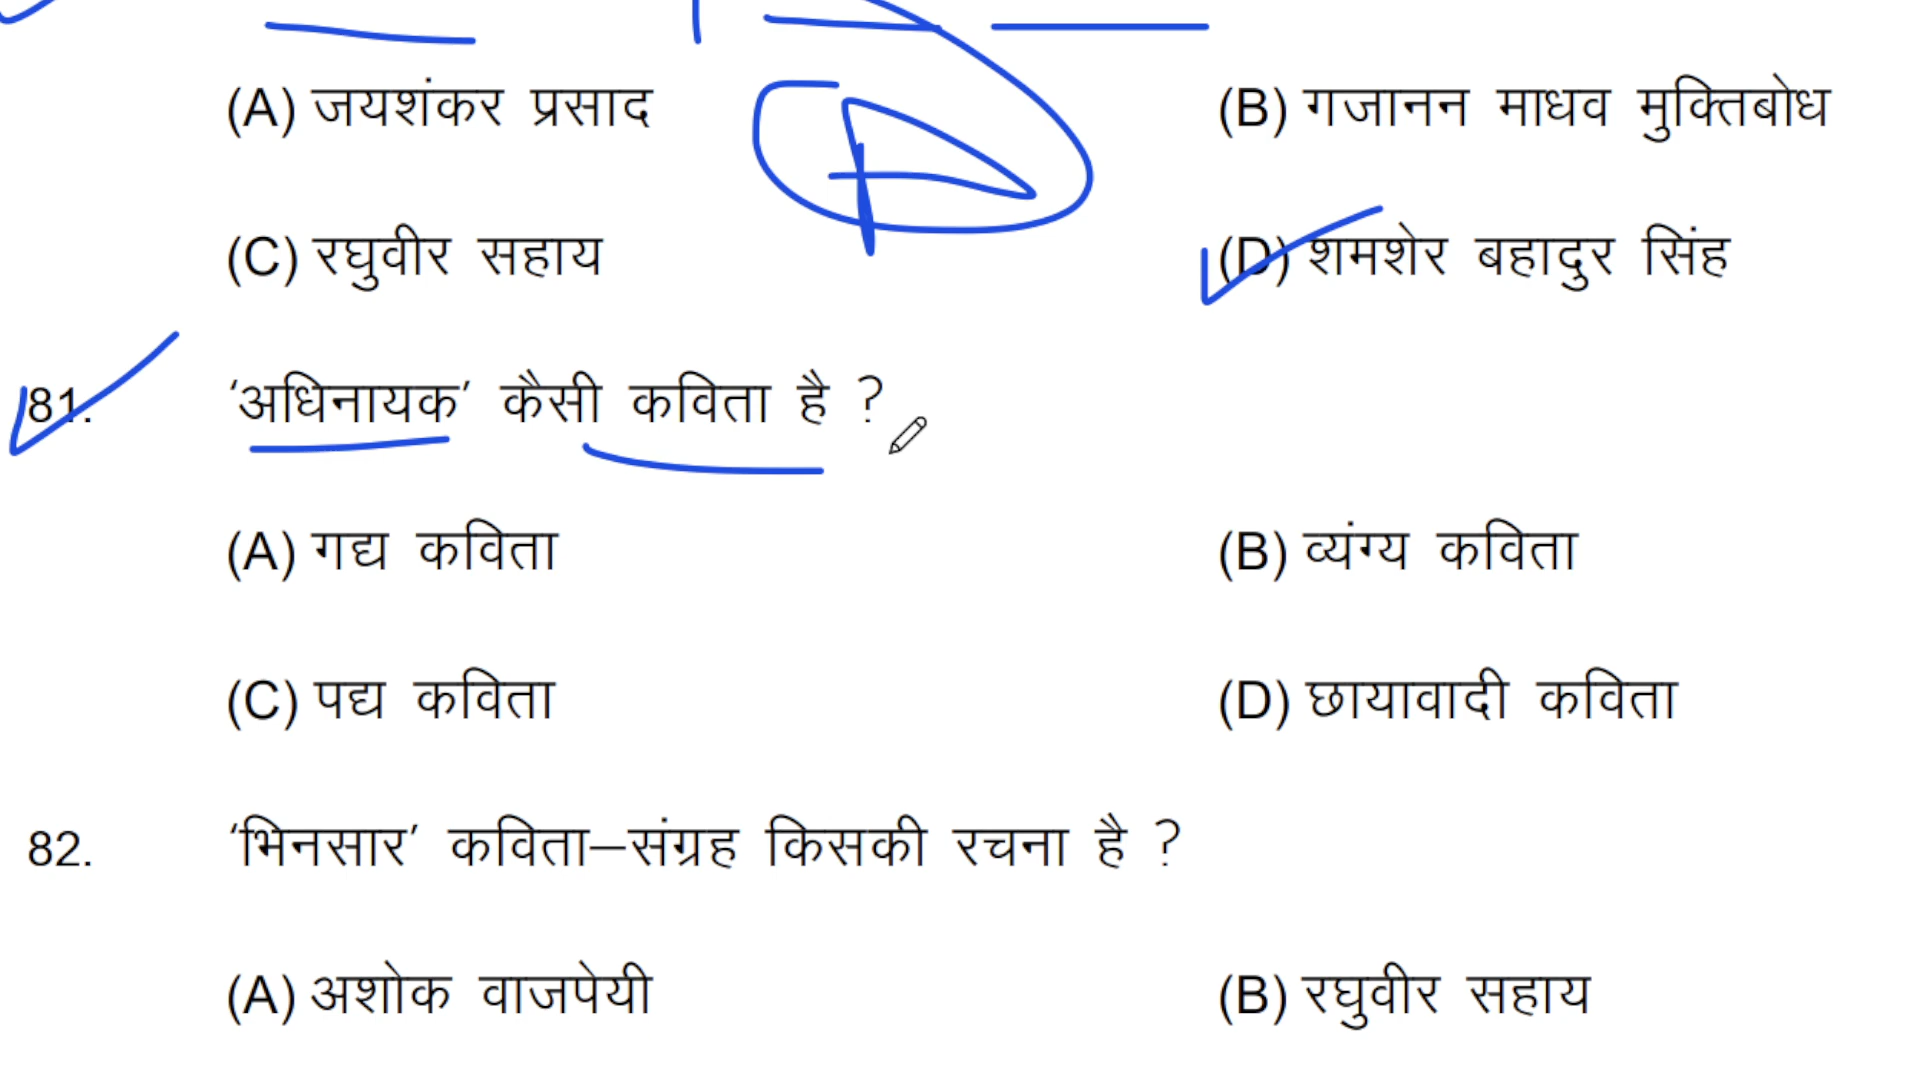 (A) जयशंकर प्रसाद (B) गजानन माधव मुक्तिबोध
(C) रघुवीर सहाय (D) शमशेर बहादुर सिंह
81. ‘अधिनायक’ कैसी कविता है ?
(A) गद्य कविता (B) व्यंग्य कविता
(C) पद्य कविता (D) छायावादी कविता
82. ‘भिनसार’ कविता–संग्रह किसकी रचना है ?
(A) अशोक वाजपेयी (B) रघुवीर सहाय